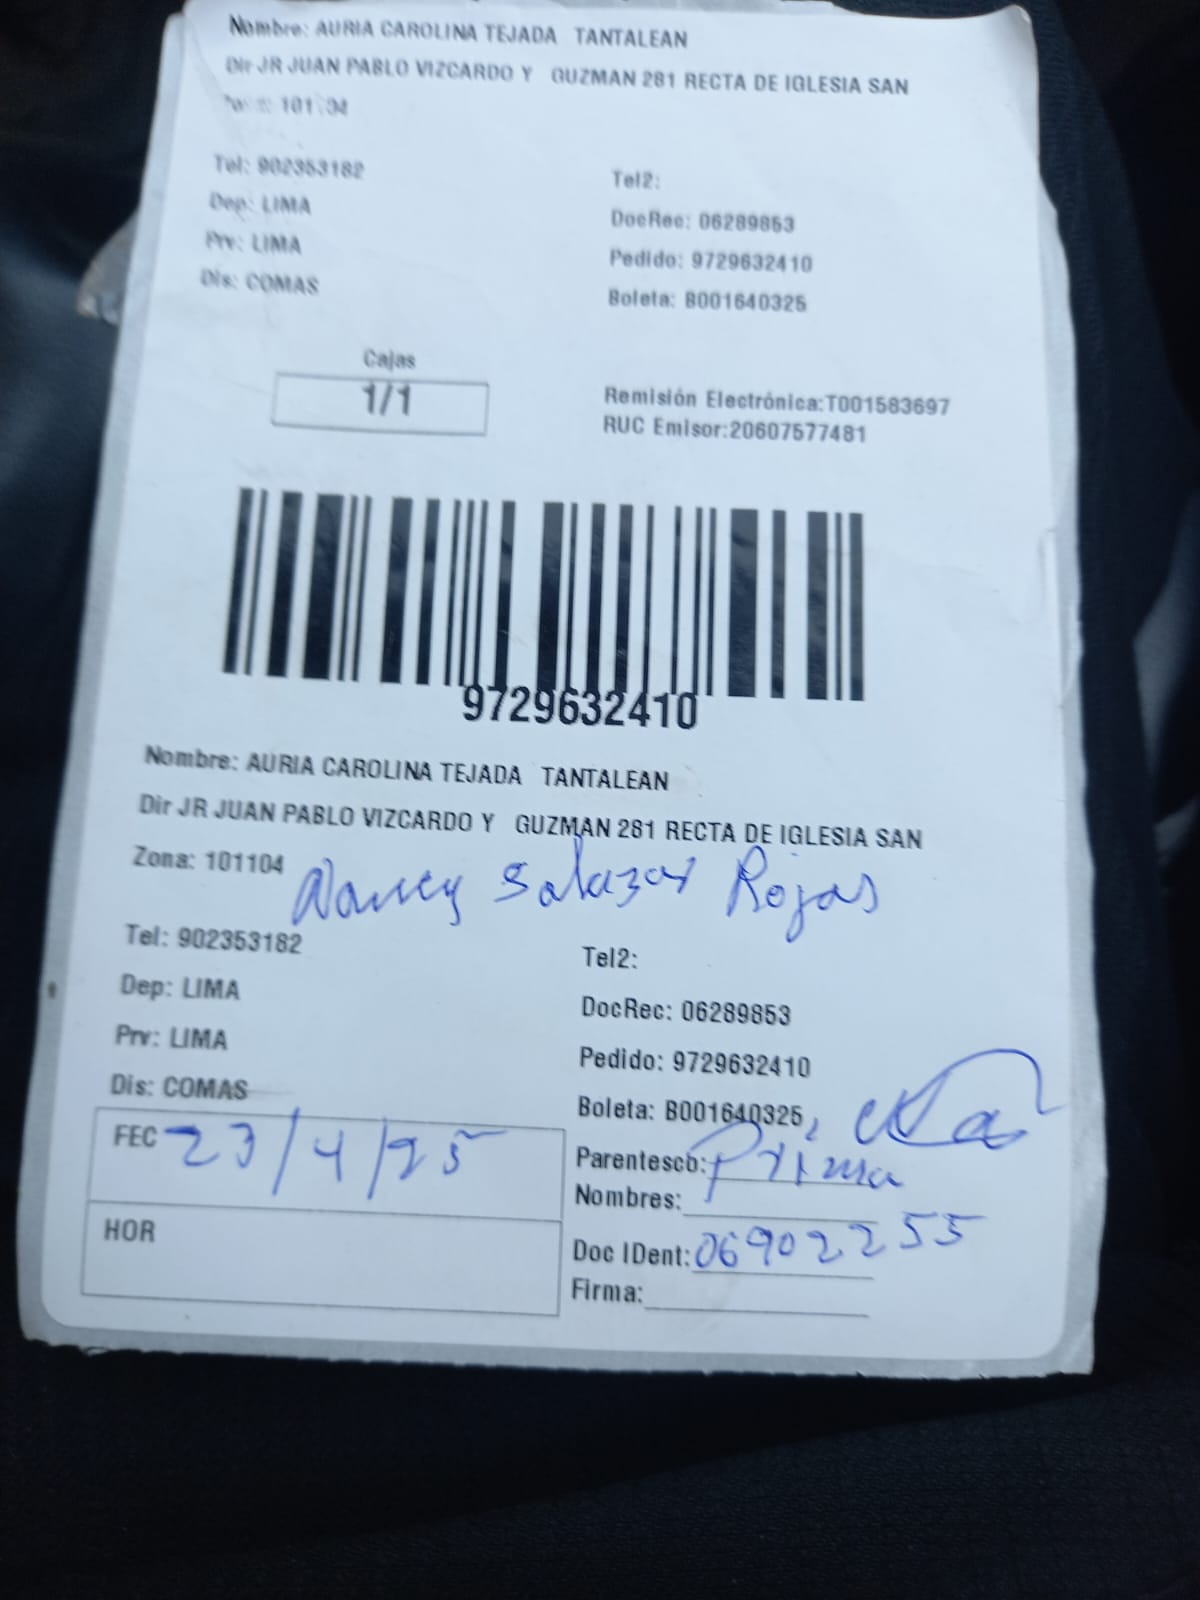 Nombre: AURIA CAROLINA TEJADA TANTALEAN
Dir JR JUAN PABLO VIZCARDO Y GUZMAN 281 RECTA DE IGLESIA SAN
Zona: 101104
Tel: 902353182
Tel2:
Dep: LIMA
DocRec: 06289853
Prv: LIMA
Pedido: 9729632410
Dis: COMAS
Boleta: B001640325
Cajas
1/1
Remisión Electrónica:T001583697
RUC Emisor:20607577481
9729632410
Nombre: AURIA CAROLINA TEJADA TANTALEAN
Dir JR JUAN PABLO VIZCARDO Y GUZMAN 281 RECTA DE IGLESIA SAN
Zona: 101104 Nancy Salazar Rojas
Tel: 902353182
Tel2:
Dep: LIMA
DocRec: 06289853
Prv: LIMA
Pedido: 9729632410
Dis: COMAS
Boleta: B001640325
FEC 23/4/25
Parentesco: Prima
Nombres:
HOR
Doc IDent: 06902255
Firma: